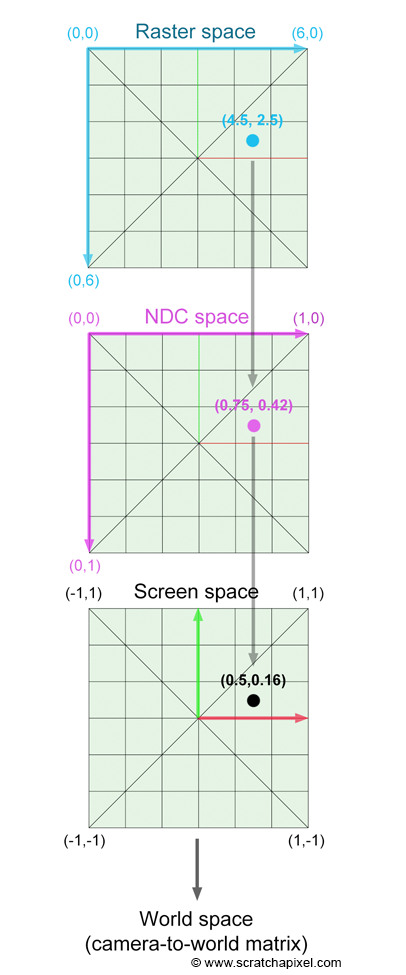 Raster space
(0,0) (6,0)
(4.5, 2.5)
(0,6)
(0,0) NDC space (1,0)
(0.75, 0.42)
(0,1)
Screen space
(-1,1) (1,1)
(0.5,0.16)
(-1,-1) (1,-1)
World space
(camera-to-world matrix)
© www.scratchapixel.com